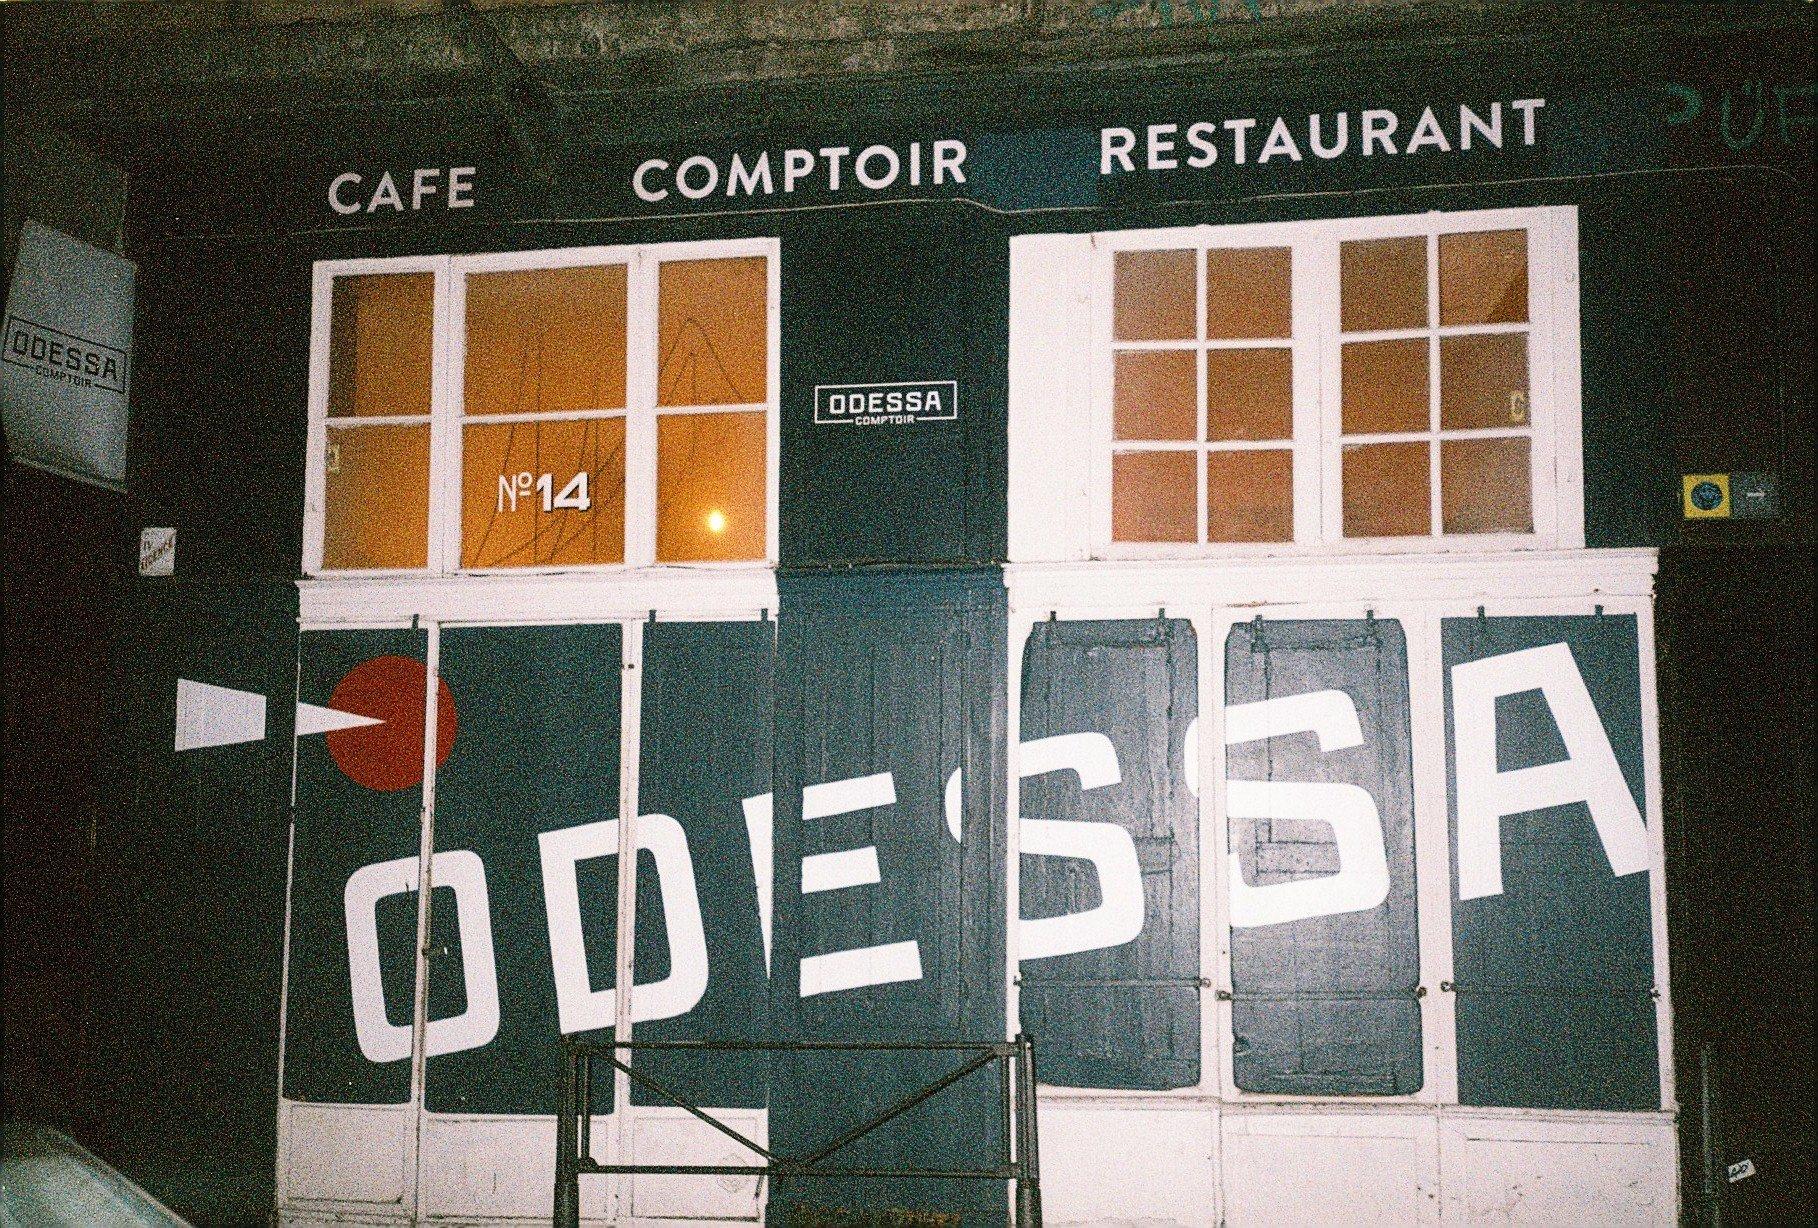 CAFE COMPTOIR RESTAURANT
ODESSA
COMPTOIR
ODESSA
COMPTOIR
Nº14
ODESSA